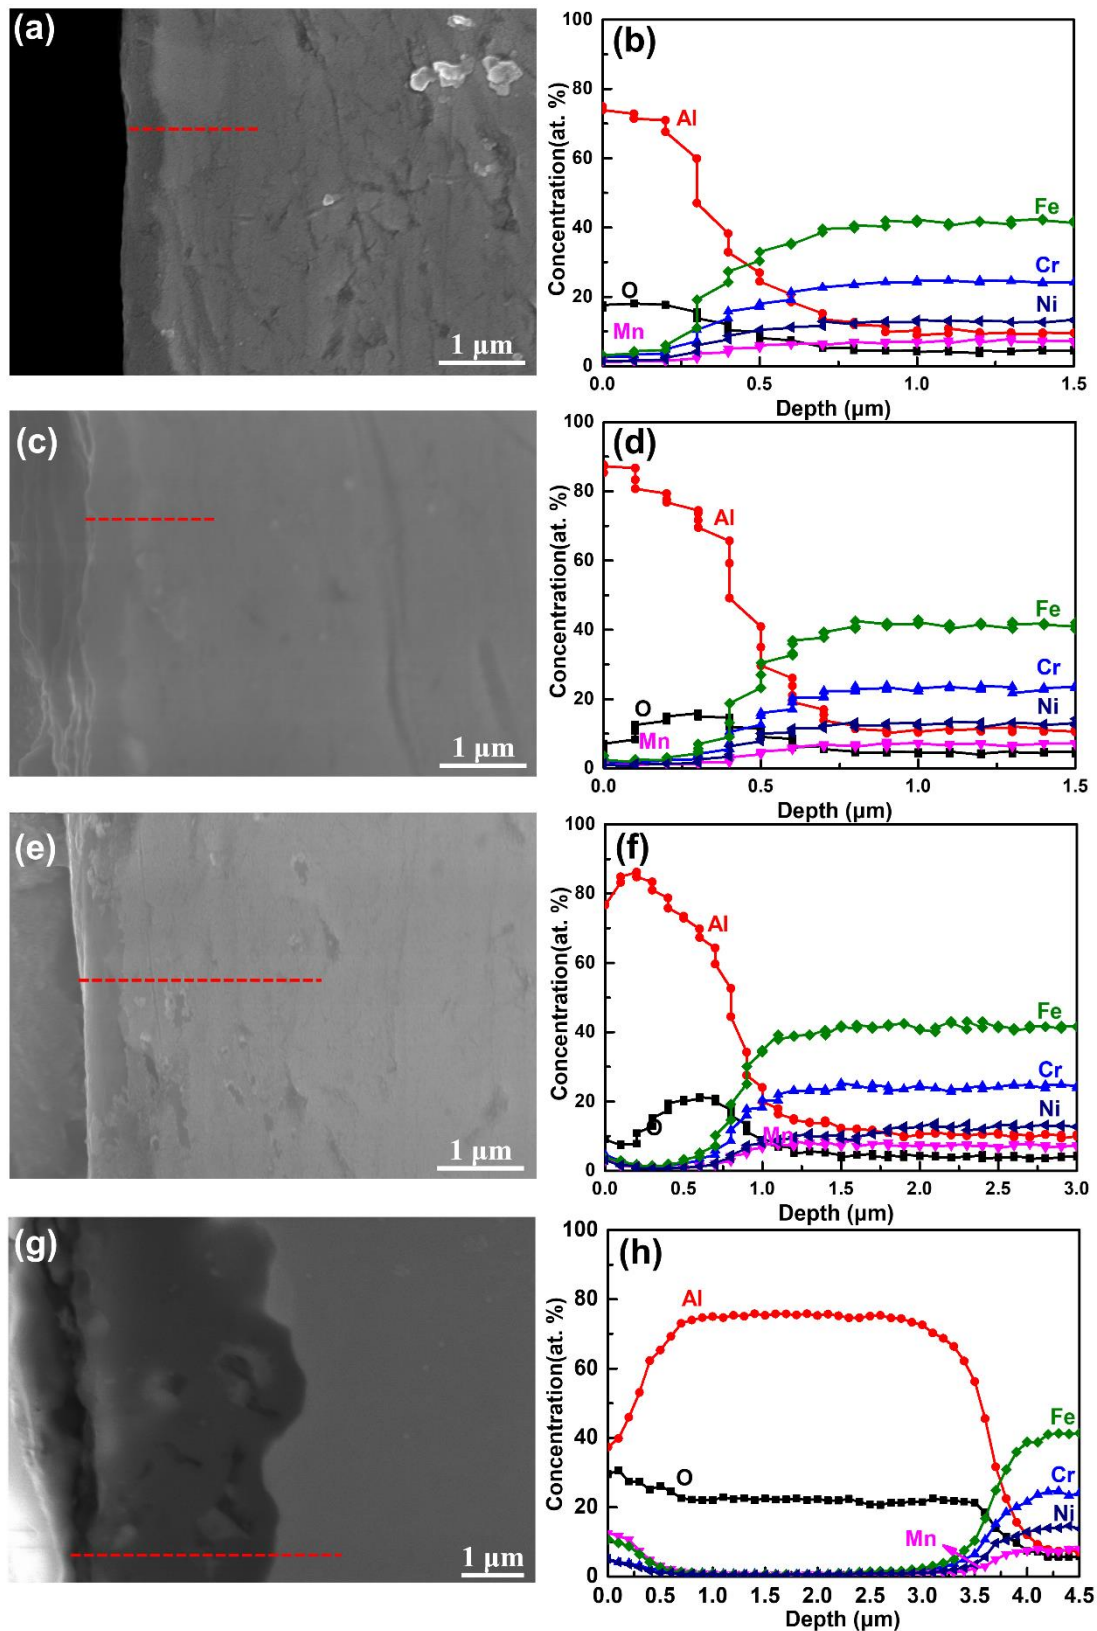 (a)
1 μm
(b)
Concentration(at. %)
100
80
60
40
20
0
Al
Fe
Cr
O
Ni
Mn
0.0 0.5 1.0 1.5
Depth (μm)
(c)
1 μm
(d)
Concentration(at. %)
100
80
60
40
20
0
Al
Fe
Cr
O
Ni
Mn
0.0 0.5 1.0 1.5
Depth (μm)
(e)
1 μm
(f)
Concentration(at. %)
100
80
60
40
20
0
Al
Fe
Cr
Ni
O
Mn
0.0 0.5 1.0 1.5 2.0 2.5 3.0
Depth (μm)
(g)
1 μm
(h)
Concentration(at. %)
100
80
60
40
20
0
Al
Fe
O
Cr
Ni
Mn
0.0 0.5 1.0 1.5 2.0 2.5 3.0 3.5 4.0 4.5
Depth (μm)